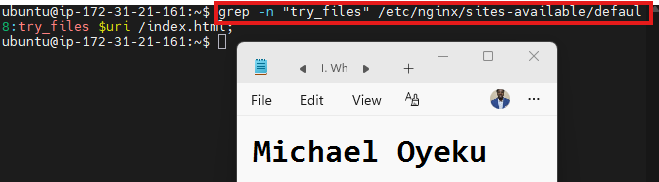 ubuntu@ip-172-31-21-161:~$ grep -n "try_files" /etc/nginx/sites-available/defaul
8:try_files $uri /index.html;
ubuntu@ip-172-31-21-161:~$
I. Wh
File Edit View
Michael Oyeku